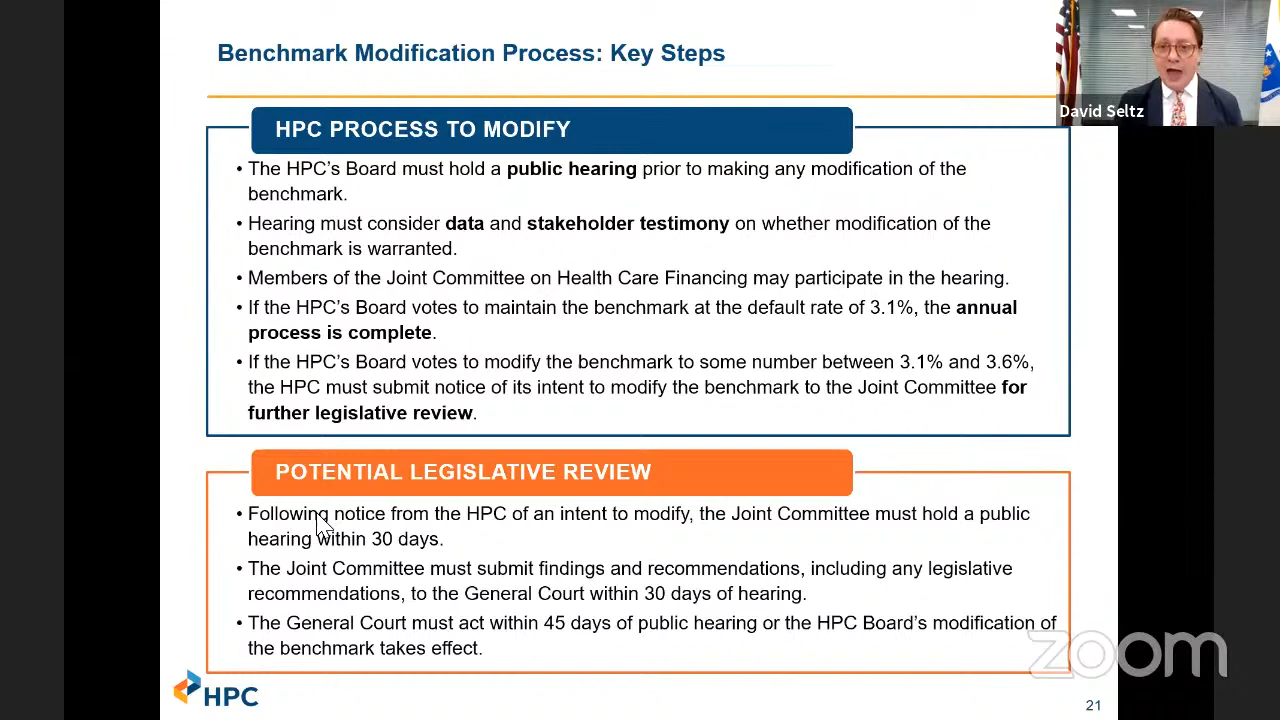 Benchmark Modification Process: Key Steps
David Seltz
HPC PROCESS TO MODIFY
• The HPC's Board must hold a public hearing prior to making any modification of the
benchmark.
• Hearing must consider data and stakeholder testimony on whether modification of the
benchmark is warranted.
• Members of the Joint Committee on Health Care Financing may participate in the hearing.
• If the HPC's Board votes to maintain the benchmark at the default rate of 3.1%, the annual
process is complete.
• If the HPC's Board votes to modify the benchmark to some number between 3.1% and 3.6%,
the HPC must submit notice of its intent to modify the benchmark to the Joint Committee for
further legislative review.
POTENTIAL LEGISLATIVE REVIEW
• Following notice from the HPC of an intent to modify, the Joint Committee must hold a public
hearing within 30 days.
• The Joint Committee must submit findings and recommendations, including any legislative
recommendations, to the General Court within 30 days of hearing.
• The General Court must act within 45 days of public hearing or the HPC Board's modification of
the benchmark takes effect.
zoom
HPC
21